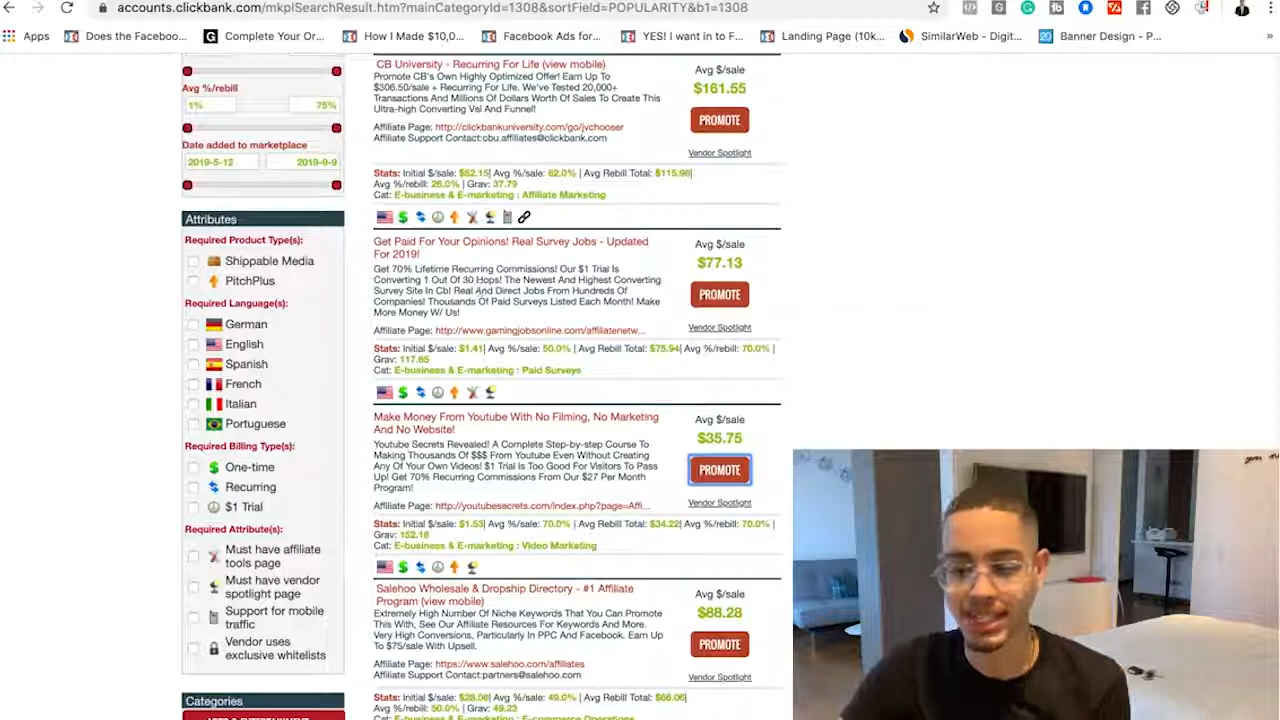 accounts.clickbank.com/mkplSearchResult.htm?mainCategoryId=1308&sortField=POPULARITY&b1=1308
Apps
Does the Faceboo...
Complete Your Or...
How I Made $10,0...
Facebook Ads for...
YES! I want in to F...
Landing Page (10k...
SimilarWeb - Digit...
Banner Design - P...
»
Avg %/rebill
1% 75%
Date added to marketplace
2019-5-12 2019-9-9
Attributes
Required Product Type(s):
Shippable Media
PitchPlus
Required Language(s):
German
English
Spanish
French
Italian
Portuguese
Required Billing Type(s):
One-time
Recurring
$1 Trial
Required Attribute(s):
Must have affiliate
tools page
Must have vendor
spotlight page
Support for mobile
traffic
Vendor uses
exclusive whitelists
Categories
CB University - Recurring For Life (view mobile)
Promote CB's Own Highly Optimized Offer! Earn Up To
$306.50/sale + Recurring For Life. We've Tested 20,000+
Transactions And Millions Of Dollars Worth Of Sales To Create This
Ultra-high Converting Vsl And Funnel!
Affiliate Page: http://clickbankuniversity.com/go/jvchooser
Affiliate Support Contact:cbu.affiliates@clickbank.com
Avg $/sale
$161.55
PROMOTE
Vendor Spotlight
Stats: Initial $/sale: $52.15| Avg %/sale: 62.0% | Avg Rebill Total: $115.98|
Avg %/rebill: 26.0% | Grav: 37.79
Cat: E-business & E-marketing : Affiliate Marketing
Get Paid For Your Opinions! Real Survey Jobs - Updated
For 2019!
Get 70% Lifetime Recurring Commissions! Our $1 Trial Is
Converting 1 Out Of 30 Hops! The Newest And Highest Converting
Survey Site In Cb! Real And Direct Jobs From Hundreds Of
Companies! Thousands Of Paid Surveys Listed Each Month! Make
More Money W/ Us!
Affiliate Page: http://www.gamingjobsonline.com/affiliatenetw...
Avg $/sale
$77.13
PROMOTE
Vendor Spotlight
Stats: Initial $/sale: $1.41| Avg %/sale: 50.0% | Avg Rebill Total: $75.94| Avg %/rebill: 70.0% |
Grav: 117.65
Cat: E-business & E-marketing : Paid Surveys
Make Money From Youtube With No Filming, No Marketing
And No Website!
Youtube Secrets Revealed! A Complete Step-by-step Course To
Making Thousands Of $$$ From Youtube Even Without Creating
Any Of Your Own Videos! $1 Trial Is Too Good For Visitors To Pass
Up! Get 70% Recurring Commissions From Our $27 Per Month
Program!
Affiliate Page: http://youtubesecrets.com/index.php?page=Affi...
Avg $/sale
$35.75
PROMOTE
Vendor Spotlight
Stats: Initial $/sale: $1.53| Avg %/sale: 70.0% | Avg Rebill Total: $34.22| Avg %/rebill: 70.0% |
Grav: 152.18
Cat: E-business & E-marketing : Video Marketing
Salehoo Wholesale & Dropship Directory - #1 Affiliate
Program (view mobile)
Extremely High Number Of Niche Keywords That You Can Promote
This With, See Our Affiliate Resources For Keywords And More.
Very High Conversions, Particularly In PPC And Facebook. Earn Up
To $75/sale With Upsell.
Affiliate Page: https://www.salehoo.com/affiliates
Affiliate Support Contact:partners@salehoo.com
Avg $/sale
$88.28
PROMOTE
Vendor Spotlight
Stats: Initial $/sale: $28.06| Avg %/sale: 49.0% | Avg Rebill Total: $66.06|
Avg %/rebill: 50.0% | Grav: 49.23
Cat: E-business & E-marketing : E-commerce Operations